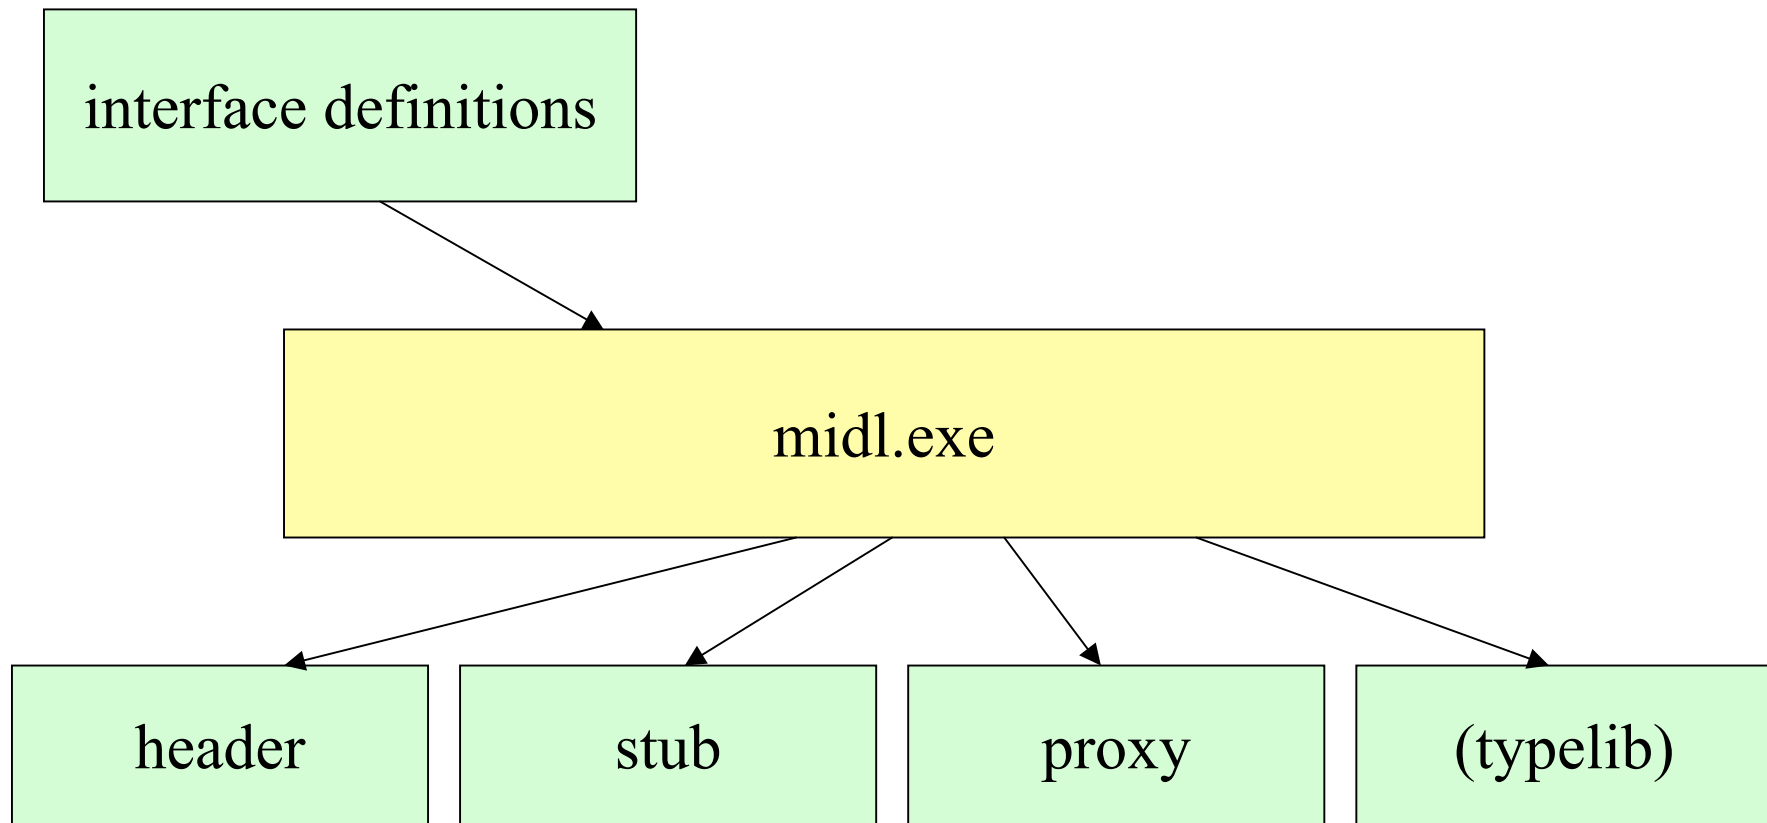 interface definitions
midl.exe
header
stub
proxy
(typelib)